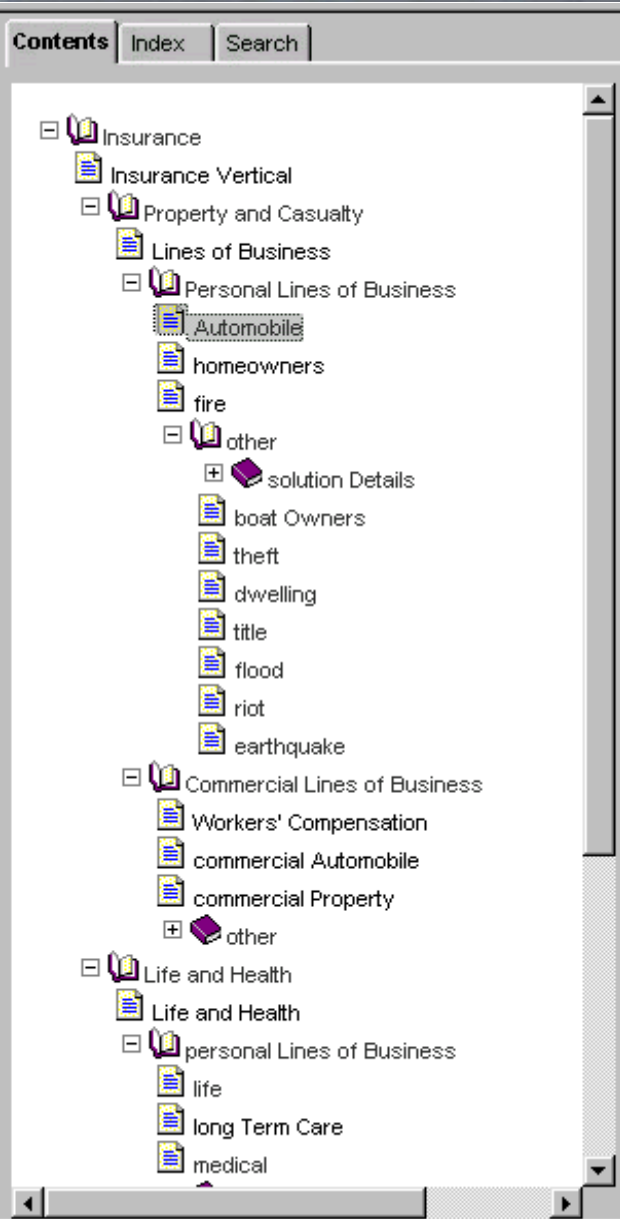 Contents Index Search
Insurance
Insurance Vertical
Property and Casualty
Lines of Business
Personal Lines of Business
Automobile
homeowners
fire
other
solution Details
boat Owners
theft
dwelling
title
flood
riot
earthquake
Commercial Lines of Business
Workers' Compensation
commercial Automobile
commercial Property
other
Life and Health
Life and Health
personal Lines of Business
life
long Term Care
medical